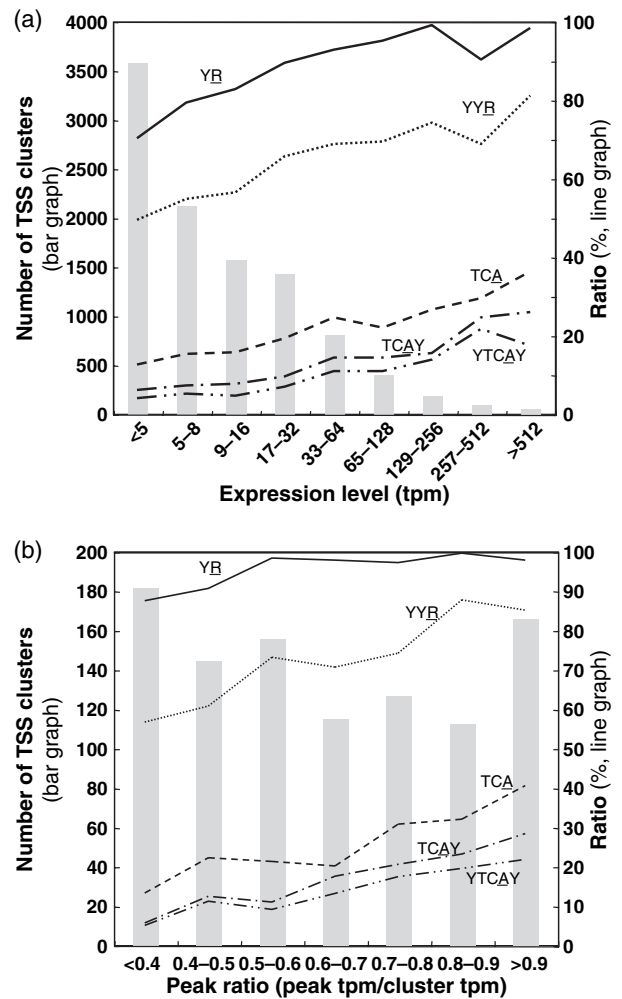 (a)
4000
3500
3000
2500
2000
1500
1000
500
0
Number of TSS clusters
(bar graph)
100
80
60
40
20
0
Ratio (%, line graph)
YR
YYR
TCA
TCAY
YTCAY
<5
5–8
9–16
17–32
33–64
65–128
129–256
257–512
>512
Expression level (tpm)
(b)
200
180
160
140
120
100
80
60
40
20
0
Number of TSS clusters
(bar graph)
100
90
80
70
60
50
40
30
20
10
0
Ratio (%, line graph)
YR
YYR
TCA
TCAY
YTCAY
<0.4 0.4–0.5 0.5–0.6 0.6–0.7 0.7–0.8 0.8–0.9 >0.9
Peak ratio (peak tpm/cluster tpm)